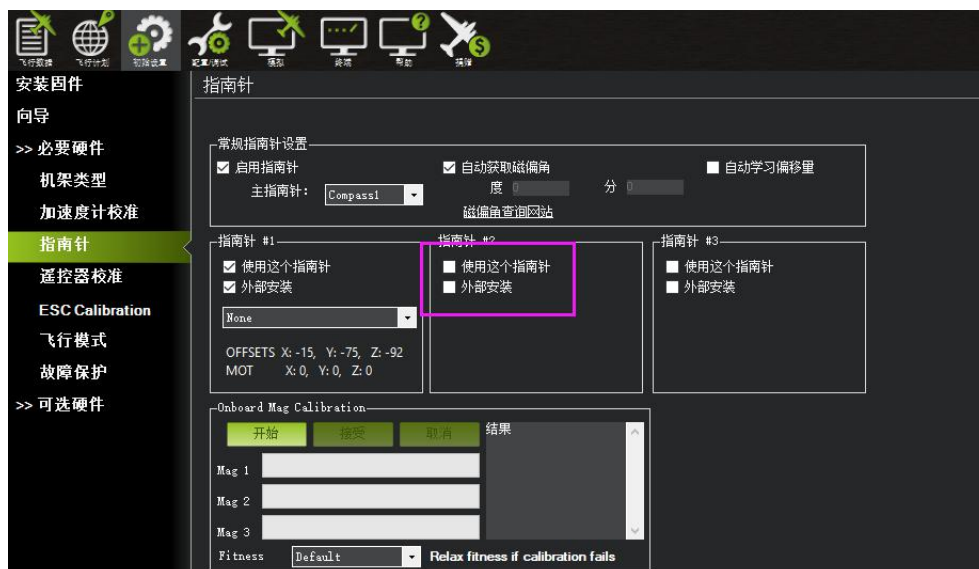 飞行数据 飞行计划 初始设置 配置/调试 模拟 终端 帮助 捐赠
安装固件
向导
>> 必要硬件
机架类型
加速度计校准
指南针
遥控器校准
ESC Calibration
飞行模式
故障保护
>> 可选硬件
指南针
常规指南针设置
启用指南针 自动获取磁偏角 自动学习偏移量
主指南针: Compass1 度 0 分 0
磁偏角查询网站
指南针 #1 指南针 #2 指南针 #3
使用这个指南针 使用这个指南针 使用这个指南针
外部安装 外部安装 外部安装
None
OFFSETS X: -15, Y: -75, Z: -92
MOT X: 0, Y: 0, Z: 0
Onboard Mag Calibration
开始 接受 取消 结果
Mag 1
Mag 2
Mag 3
Fitness Default Relax fitness if calibration fails